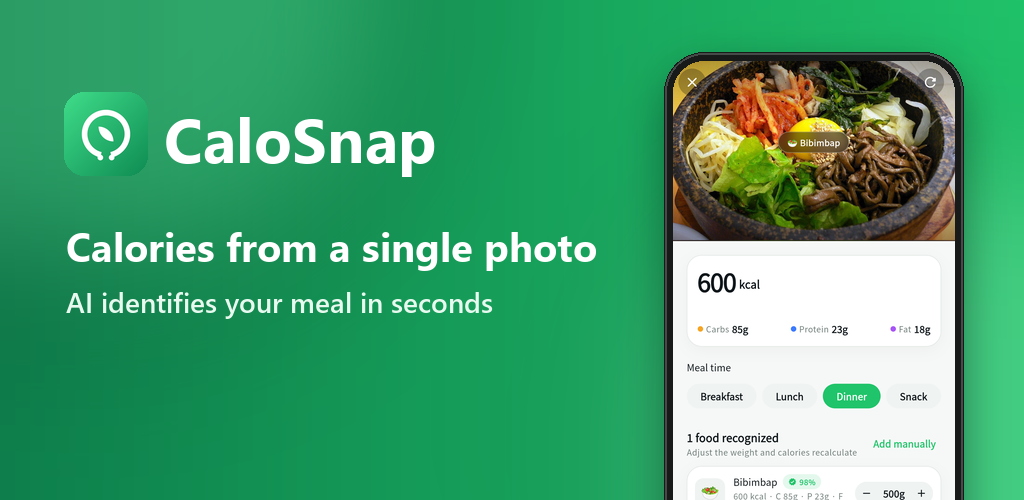 CaloSnap
Calories from a single photo
AI identifies your meal in seconds
Bibimbap
600 kcal
Carbs 85g Protein 23g Fat 18g
Meal time
Breakfast Lunch Dinner Snack
1 food recognized
Add manually
Adjust the weight and calories recalculate
Bibimbap 98%
600 kcal · C 85g · P 23g · F
− 500g +